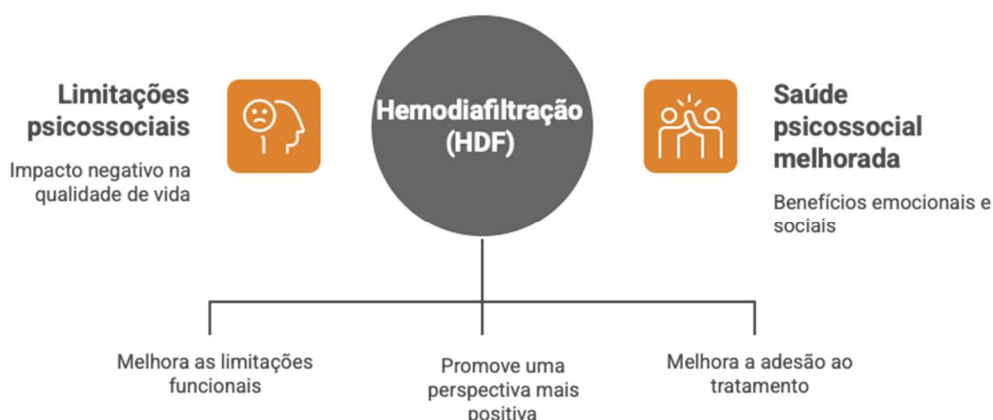 Limitações
psicossociais
Impacto negativo na
qualidade de vida
Hemodiafiltração
(HDF)
Saúde
psicossocial
melhorada
Benefícios emocionais e
sociais
Melhora as limitações
funcionais
Promove uma
perspectiva mais
positiva
Melhora a adesão ao
tratamento